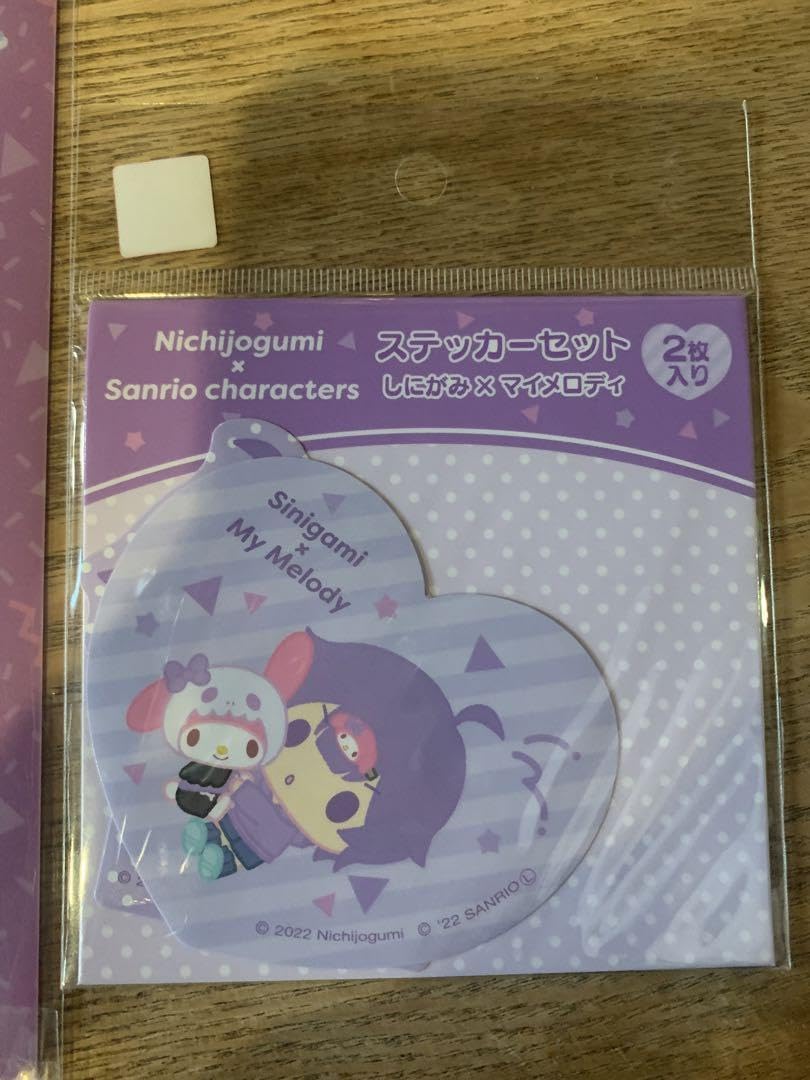 Nichijogumi
×
Sanrio characters
ステッカーセット
しにがみ×マイメロディ
2枚
入り
Sinigami
×
My Melody
©
© 2022 Nichijogumi © '22 SANRIO Ⓛ